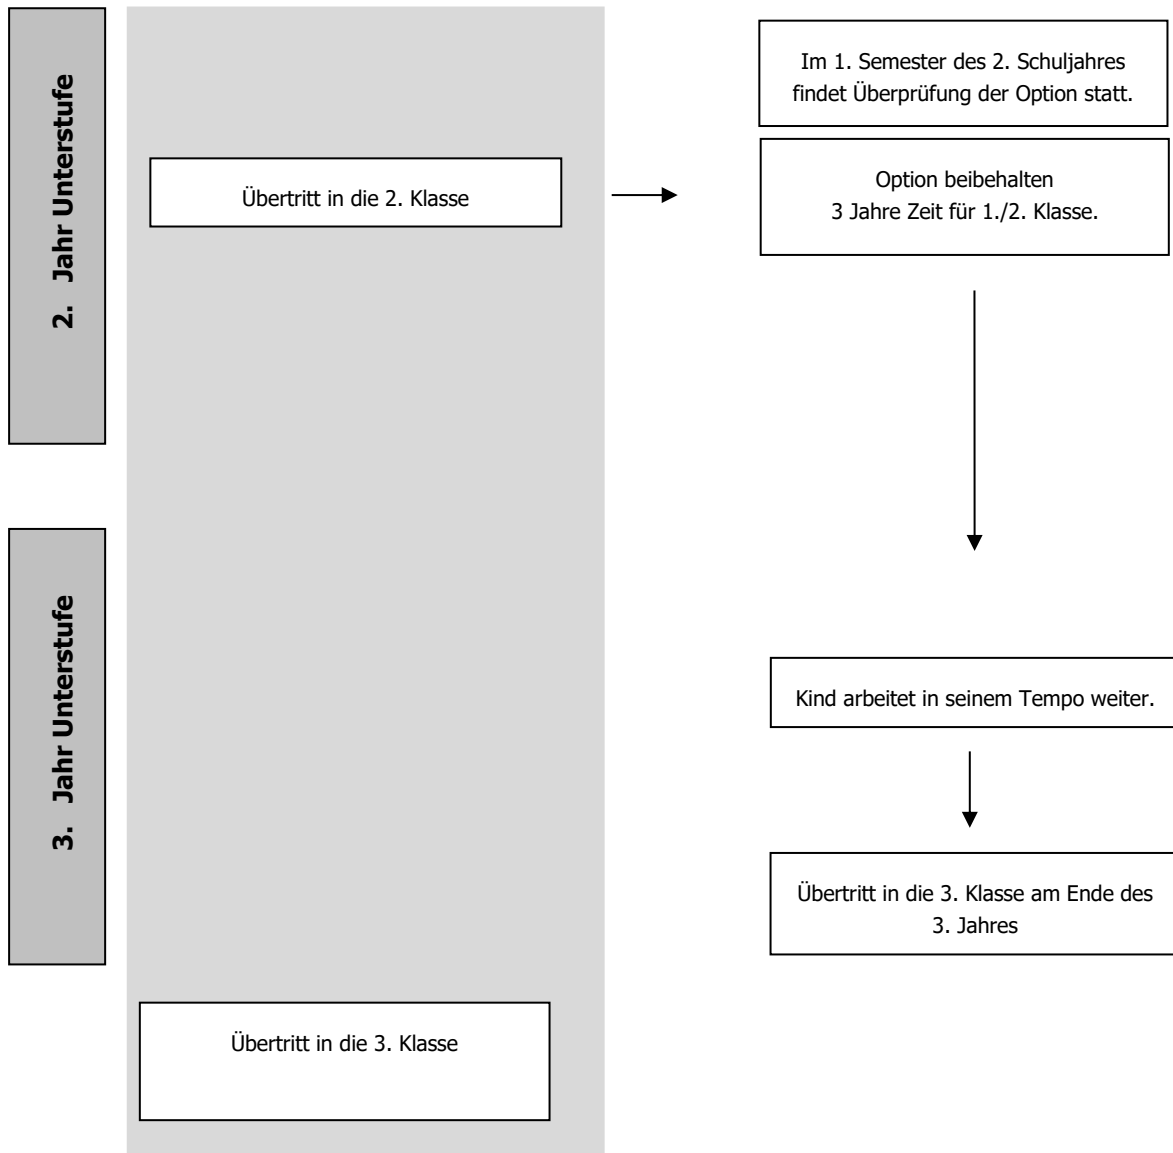 2. Jahr Unterstufe
Im 1. Semester des 2. Schuljahres
findet Überprüfung der Option statt.
Übertritt in die 2. Klasse
Option beibehalten
3 Jahre Zeit für 1./2. Klasse.
3. Jahr Unterstufe
Kind arbeitet in seinem Tempo weiter.
Übertritt in die 3. Klasse am Ende des
3. Jahres
Übertritt in die 3. Klasse